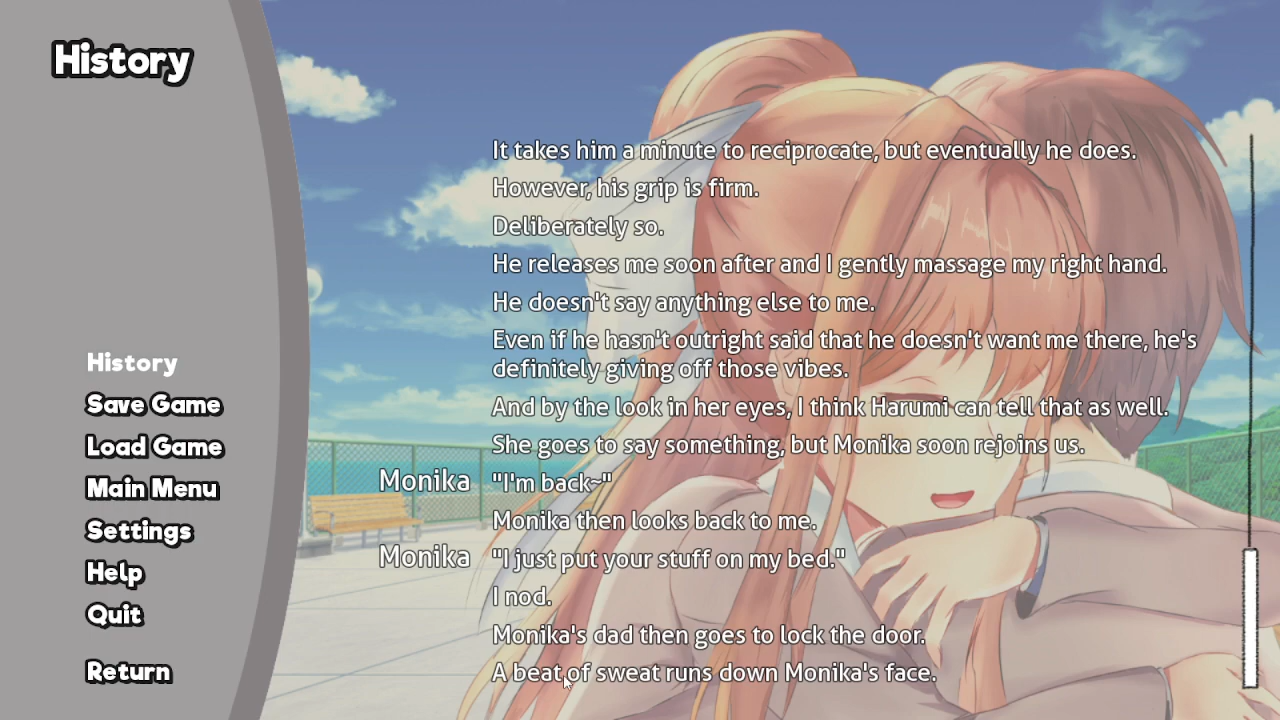 History
It takes him a minute to reciprocate, but eventually he does.
However, his grip is firm.
Deliberately so.
He releases me soon after and I gently massage my right hand.
He doesn't say anything else to me.
Even if he hasn't outright said that he doesn't want me there, he's
definitely giving off those vibes.
And by the look in her eyes, I think Harumi can tell that as well.
She goes to say something, but Monika soon rejoins us.
Monika "I'm back~"
Monika then looks back to me.
Monika "I just put your stuff on my bed."
I nod.
Monika's dad then goes to lock the door.
A beat of sweat runs down Monika's face.
History
Save Game
Load Game
Main Menu
Settings
Help
Quit
Return